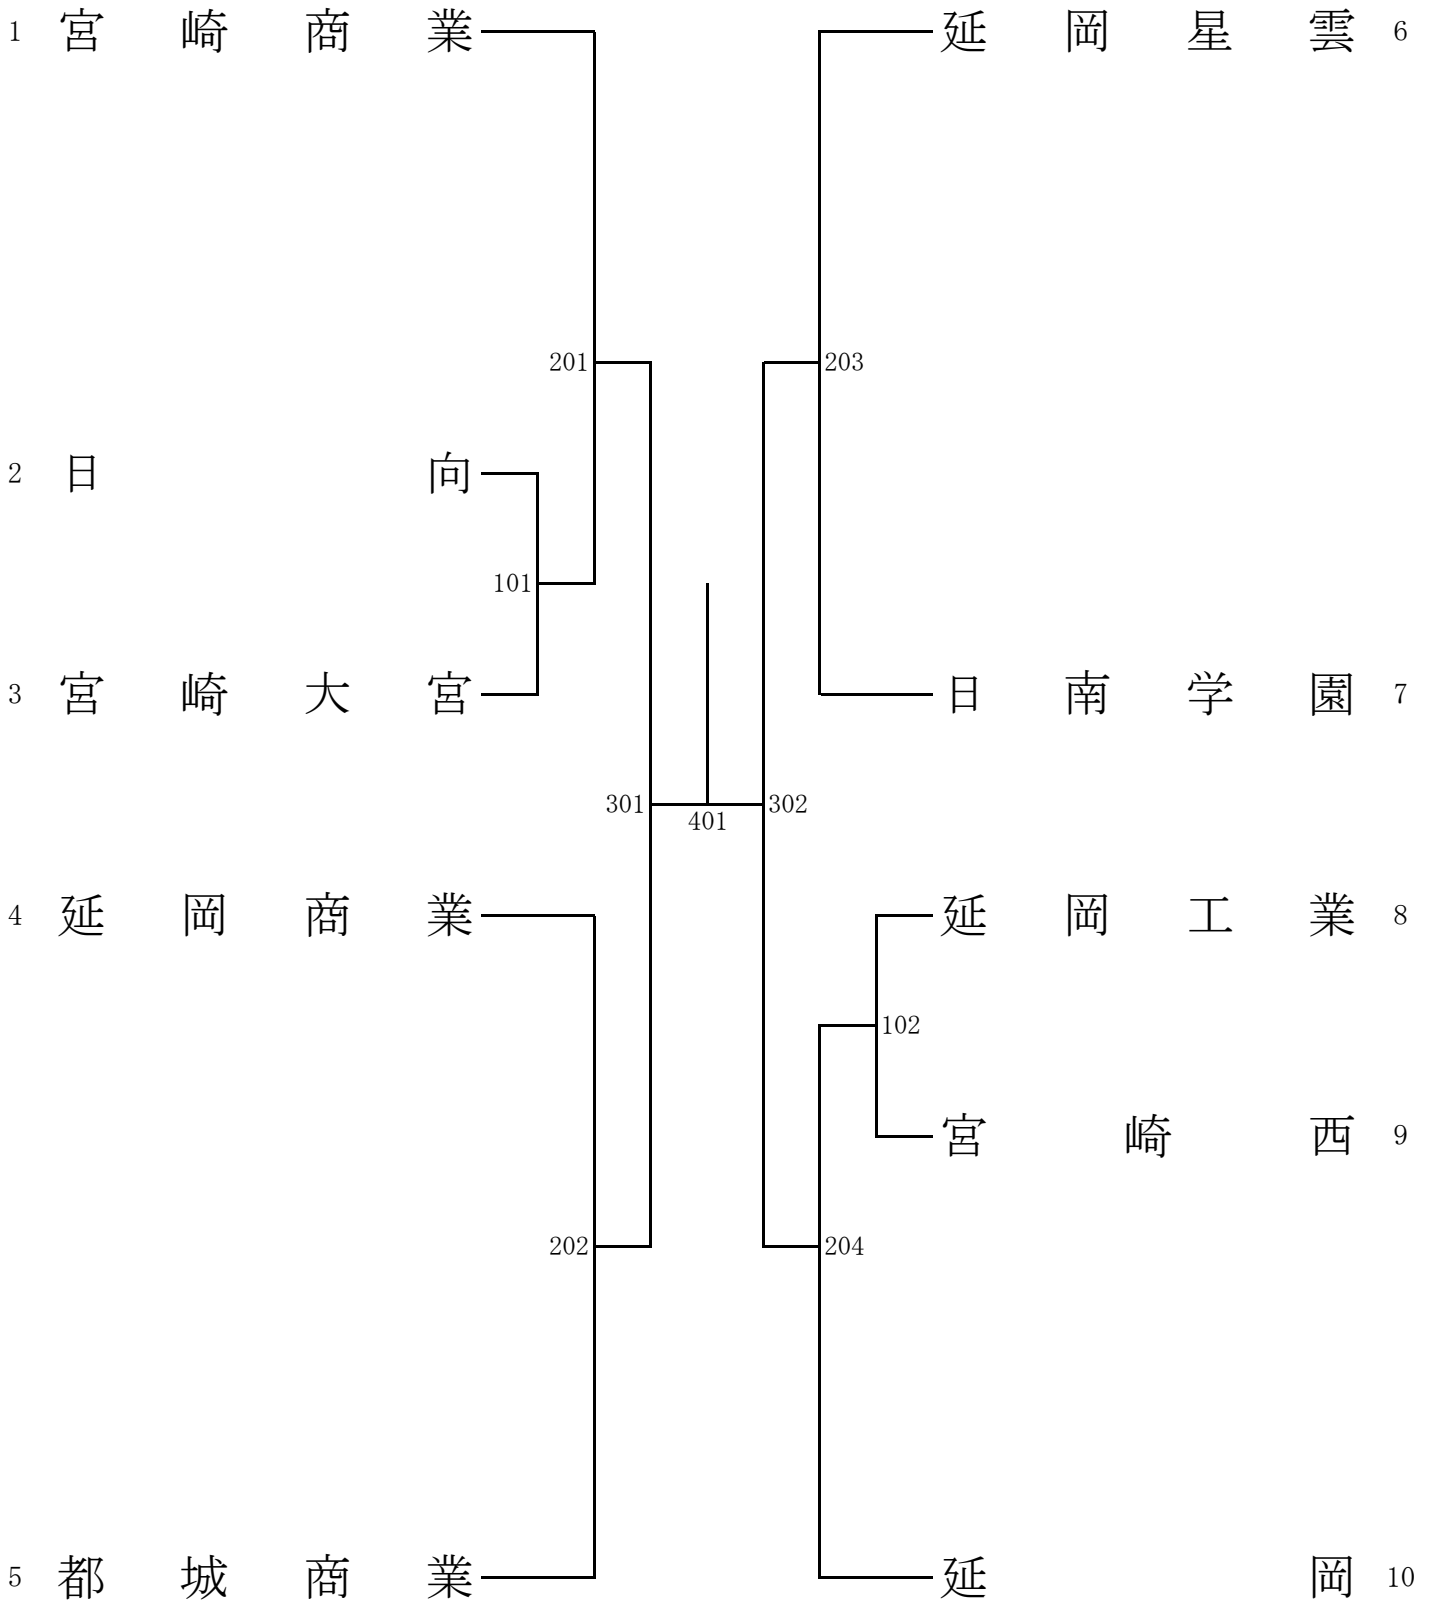 1 宮崎商業
延岡星雲 6
201
203
2 日向
101
3 宮崎大宮
日南学園 7
301
302
401
4 延岡商業
延岡工業 8
102
宮崎西 9
202
204
5 都城商業
延岡 10